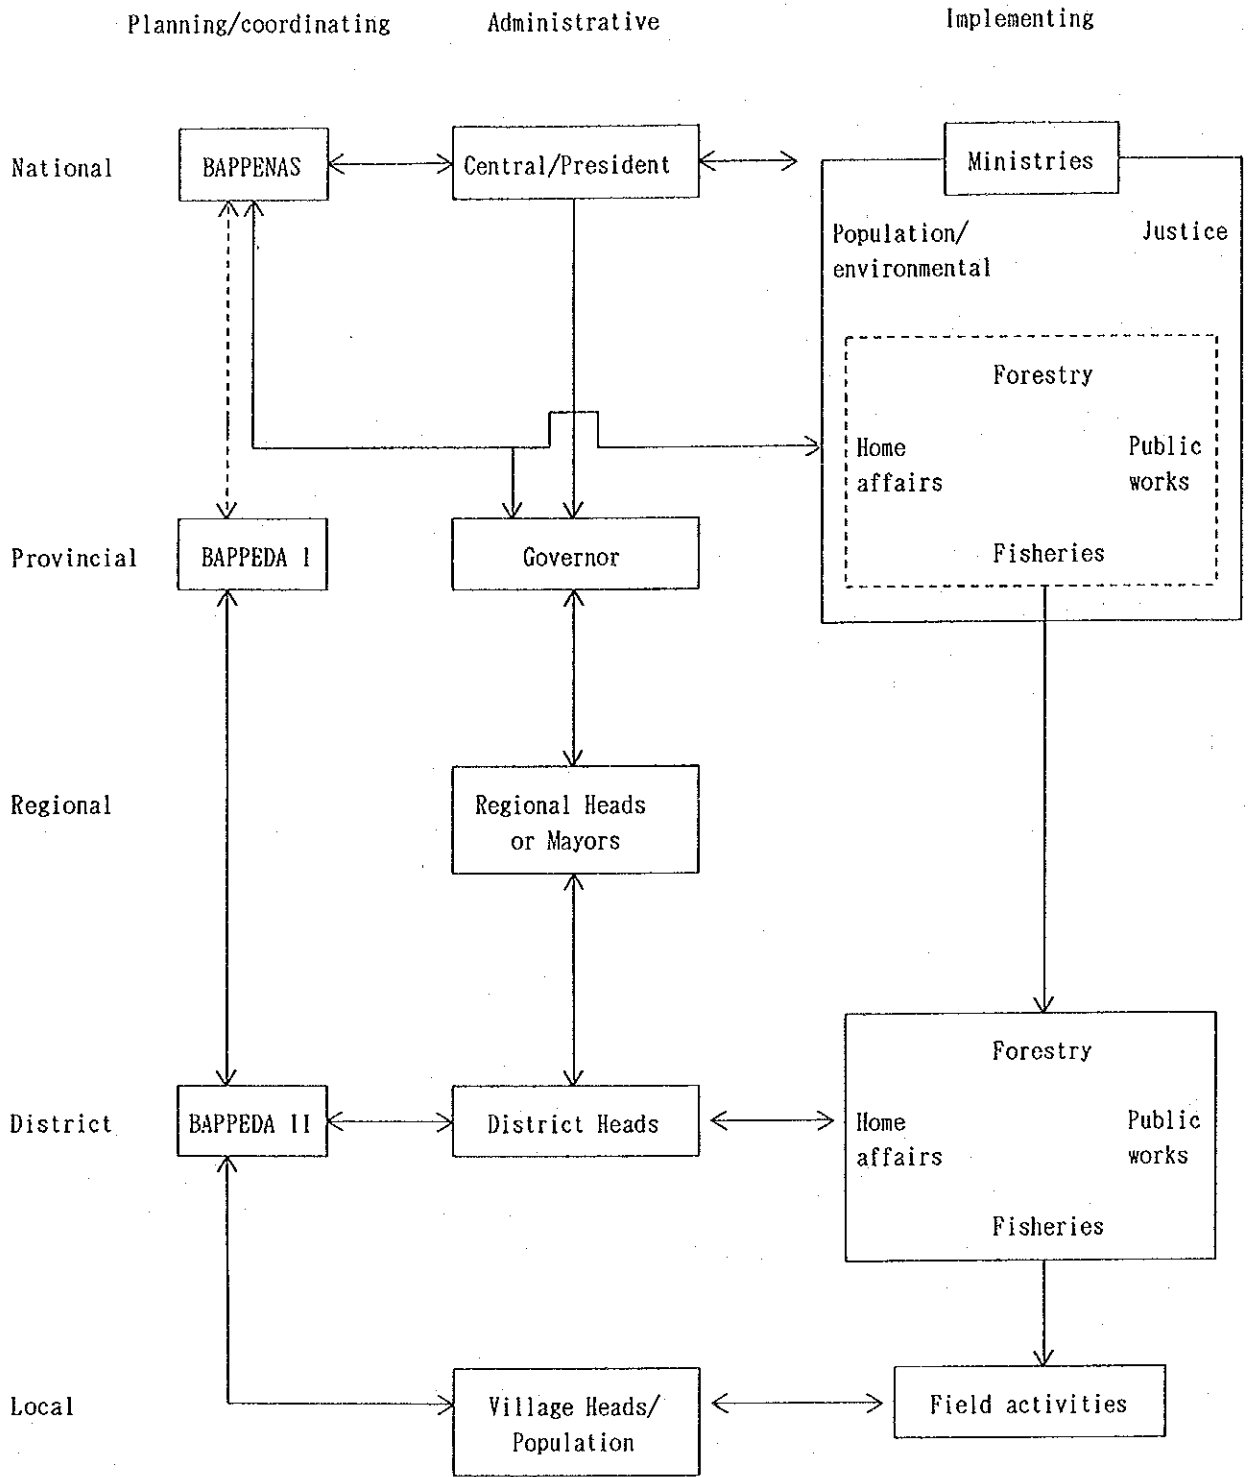 Planning/coordinating Administrative Implementing
National BAPPENAS Central/President Ministries
Population/ Justice
environmental
Forestry
Home Public
affairs works
Fisheries
Provincial BAPPEDA I Governor
Regional Regional Heads
or Mayors
Forestry
District BAPPEDA II District Heads Home Public
affairs works
Fisheries
Local Village Heads/ Field activities
Population